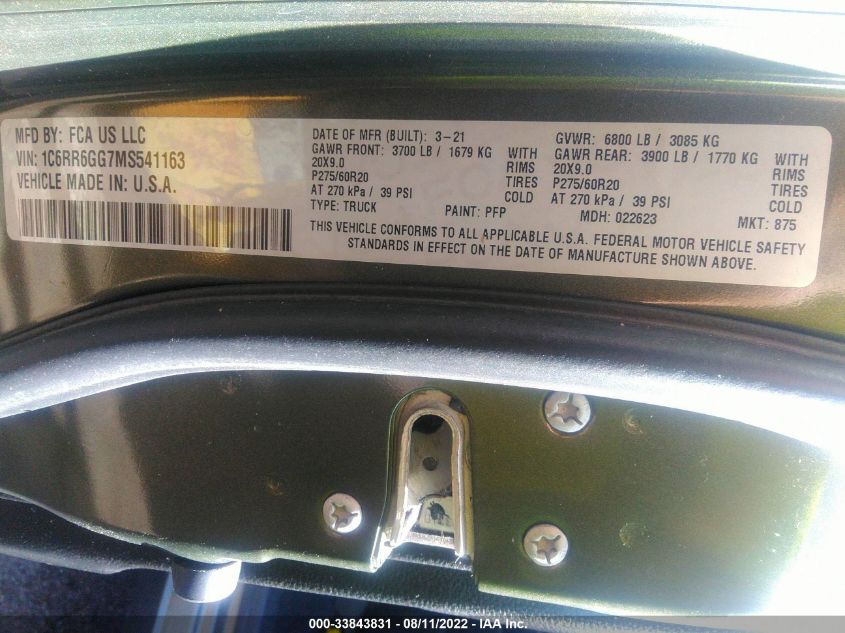 MFD BY: FCA US LLC
VIN: 1C6RR6GG7MS541163
VEHICLE MADE IN: U.S.A.
DATE OF MFR (BUILT): 3-21
GAWR FRONT: 3700 LB / 1679 KG WITH
20X9.0 RIMS
P275/60R20 TIRES
AT 270 kPa / 39 PSI COLD
TYPE: TRUCK PAINT: PFP
GVWR: 6800 LB / 3085 KG
GAWR REAR: 3900 LB / 1770 KG WITH
20X9.0 RIMS
P275/60R20 TIRES
AT 270 kPa / 39 PSI COLD
MDH: 022623 MKT: 875
THIS VEHICLE CONFORMS TO ALL APPLICABLE U.S.A. FEDERAL MOTOR VEHICLE SAFETY
STANDARDS IN EFFECT ON THE DATE OF MANUFACTURE SHOWN ABOVE.
000-33843831 - 08/11/2022 - IAA Inc.